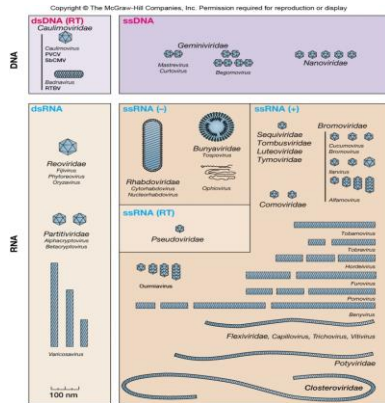 Copyright © The McGraw-Hill Companies, Inc. Permission required for reproduction or display
DNA
dsDNA (RT)
Caulimoviridae
Caulimovirus
PVCV
SbCMV
Badnavirus
RTBV
ssDNA
Geminiviridae
Mastrevirus
Curtovirus
Begomovirus
Nanoviridae
RNA
dsRNA
Reoviridae
Fijivirus
Phytoreovirus
Oryzavirus
Partitiviridae
Alphacryptovirus
Betacryptovirus
Varicosavirus
100 nm
ssRNA (–)
Rhabdoviridae
Cytorhabdovirus
Nucleorhabdovirus
Bunyaviridae
Tospovirus
Ophiovirus
ssRNA (RT)
Pseudoviridae
ssRNA (+)
Sequiviridae
Tombusviridae
Luteoviridae
Tymoviridae
Comoviridae
Bromoviridae
Cucumovirus
Bromovirus
Ilarvirus
Alfamovirus
Ourmiavirus
Tobamovirus
Tobravirus
Hordeivirus
Furovirus
Pomovirus
Benyvirus
Flexiviridae, Capillovirus, Trichovirus, Vitivirus
Potyviridae
Closteroviridae